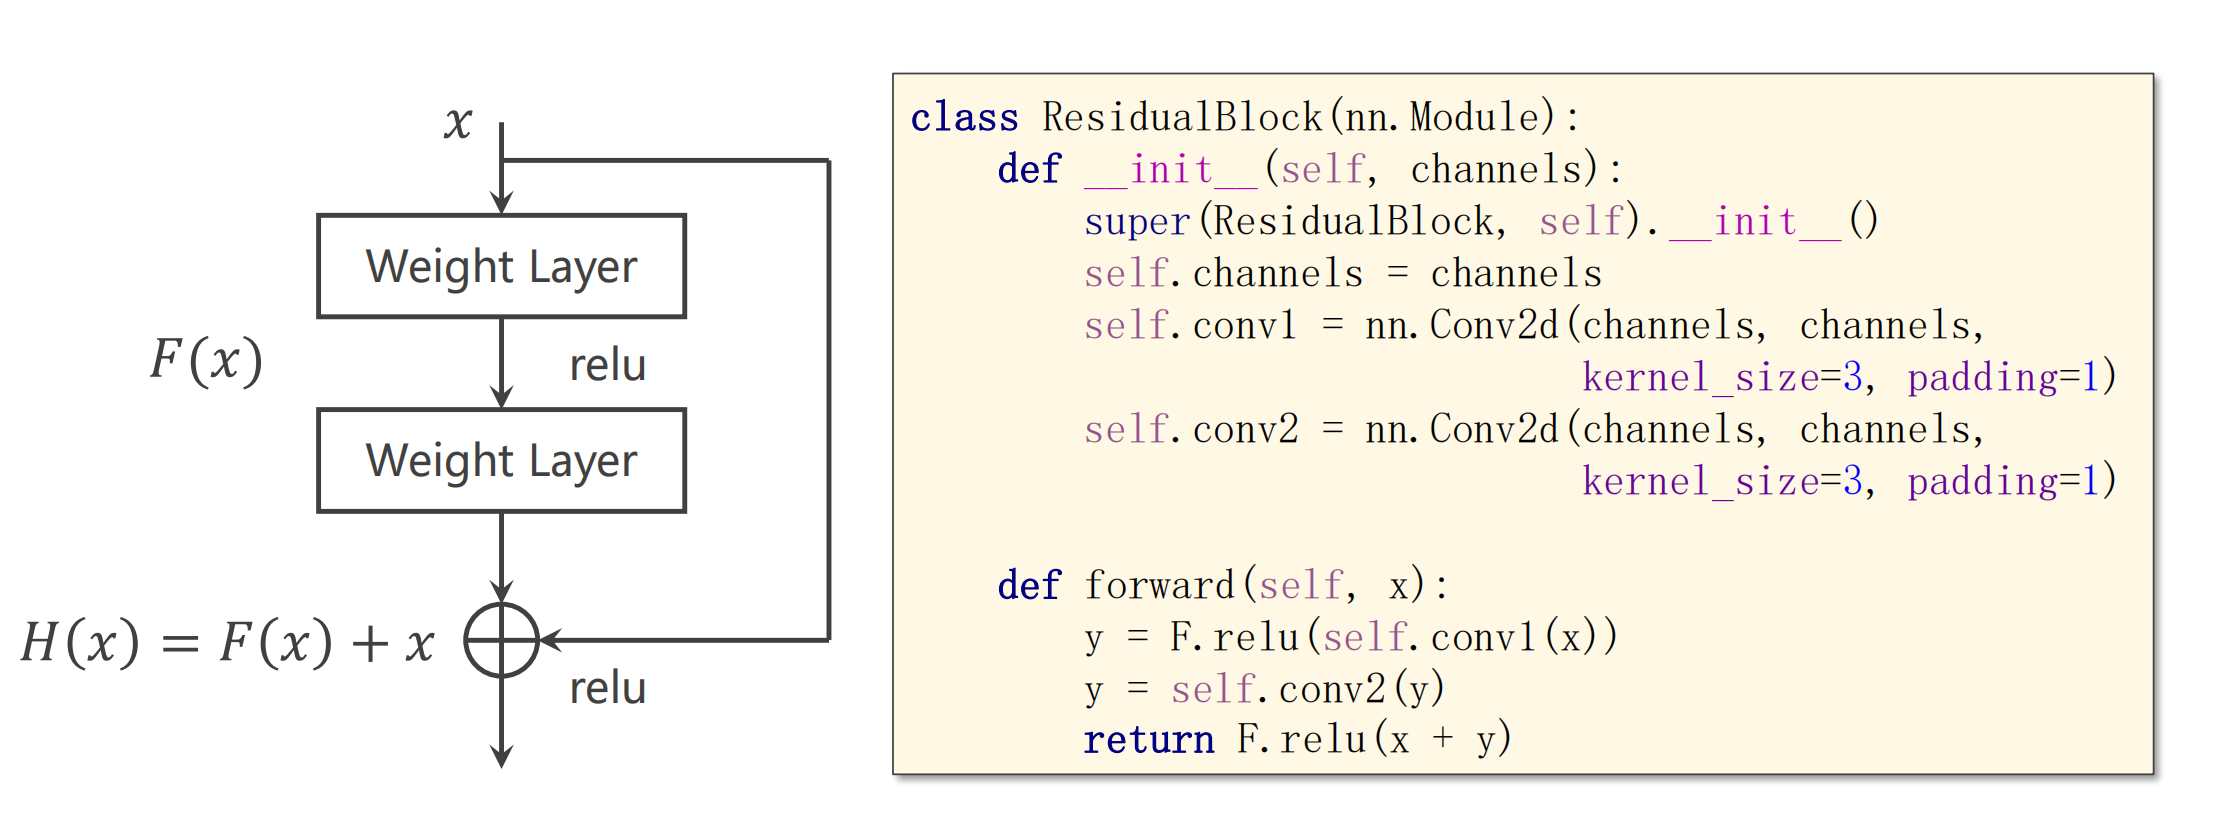 x
Weight Layer
F(x)
relu
Weight Layer
H(x) = F(x) + x
relu
class ResidualBlock(nn.Module):
    def __init__(self, channels):
        super(ResidualBlock, self).__init__()
        self.channels = channels
        self.conv1 = nn.Conv2d(channels, channels,
                               kernel_size=3, padding=1)
        self.conv2 = nn.Conv2d(channels, channels,
                               kernel_size=3, padding=1)
    def forward(self, x):
        y = F.relu(self.conv1(x))
        y = self.conv2(y)
        return F.relu(x + y)